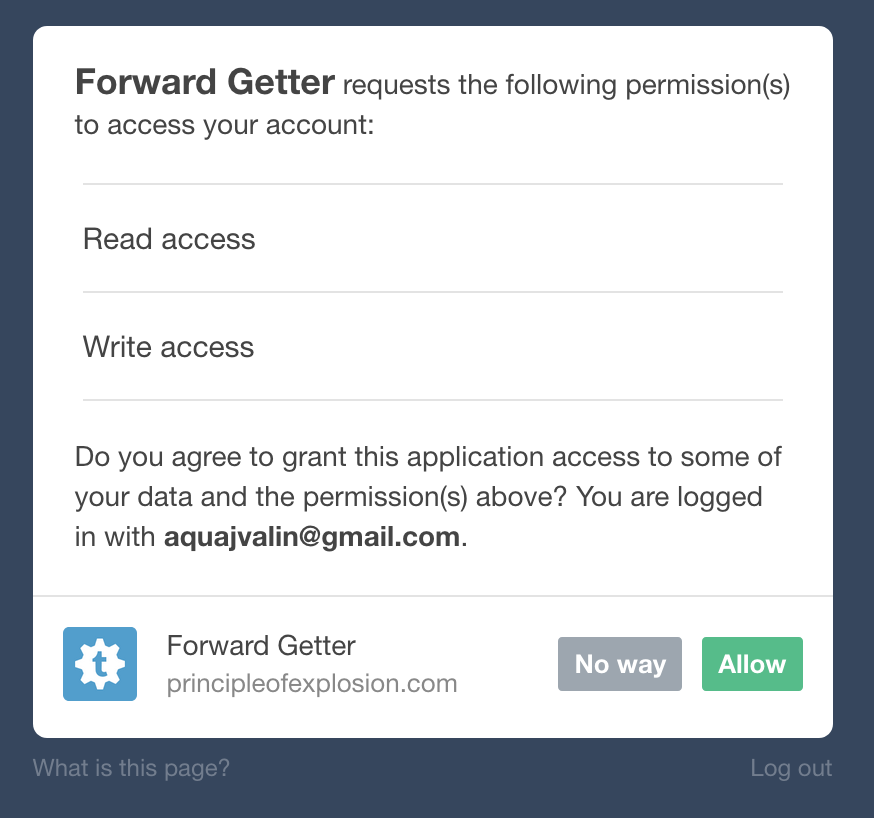 Forward Getter requests the following permission(s)
to access your account:
Read access
Write access
Do you agree to grant this application access to some of
your data and the permission(s) above? You are logged
in with aquajvalin@gmail.com.
t
Forward Getter
principleofexplosion.com
No way
Allow
What is this page?
Log out